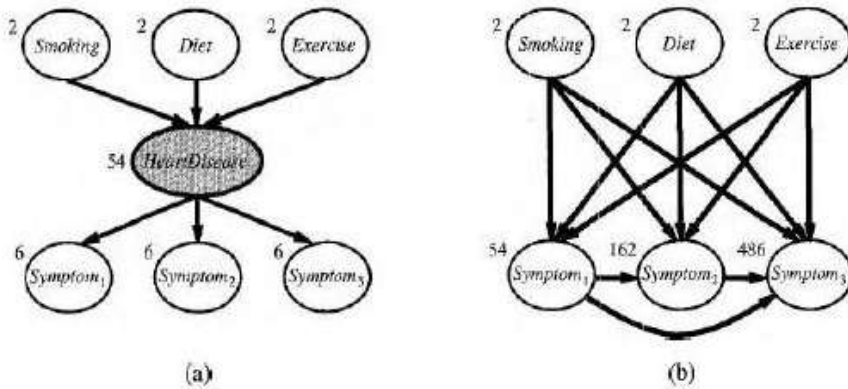 2 Smoking 2 Diet 2 Exercise
54 HeartDisease
6 Symptom1 6 Symptom2 6 Symptom3
(a)
2 Smoking 2 Diet 2 Exercise
54 162 486
Symptom1 Symptom2 Symptom3
(b)